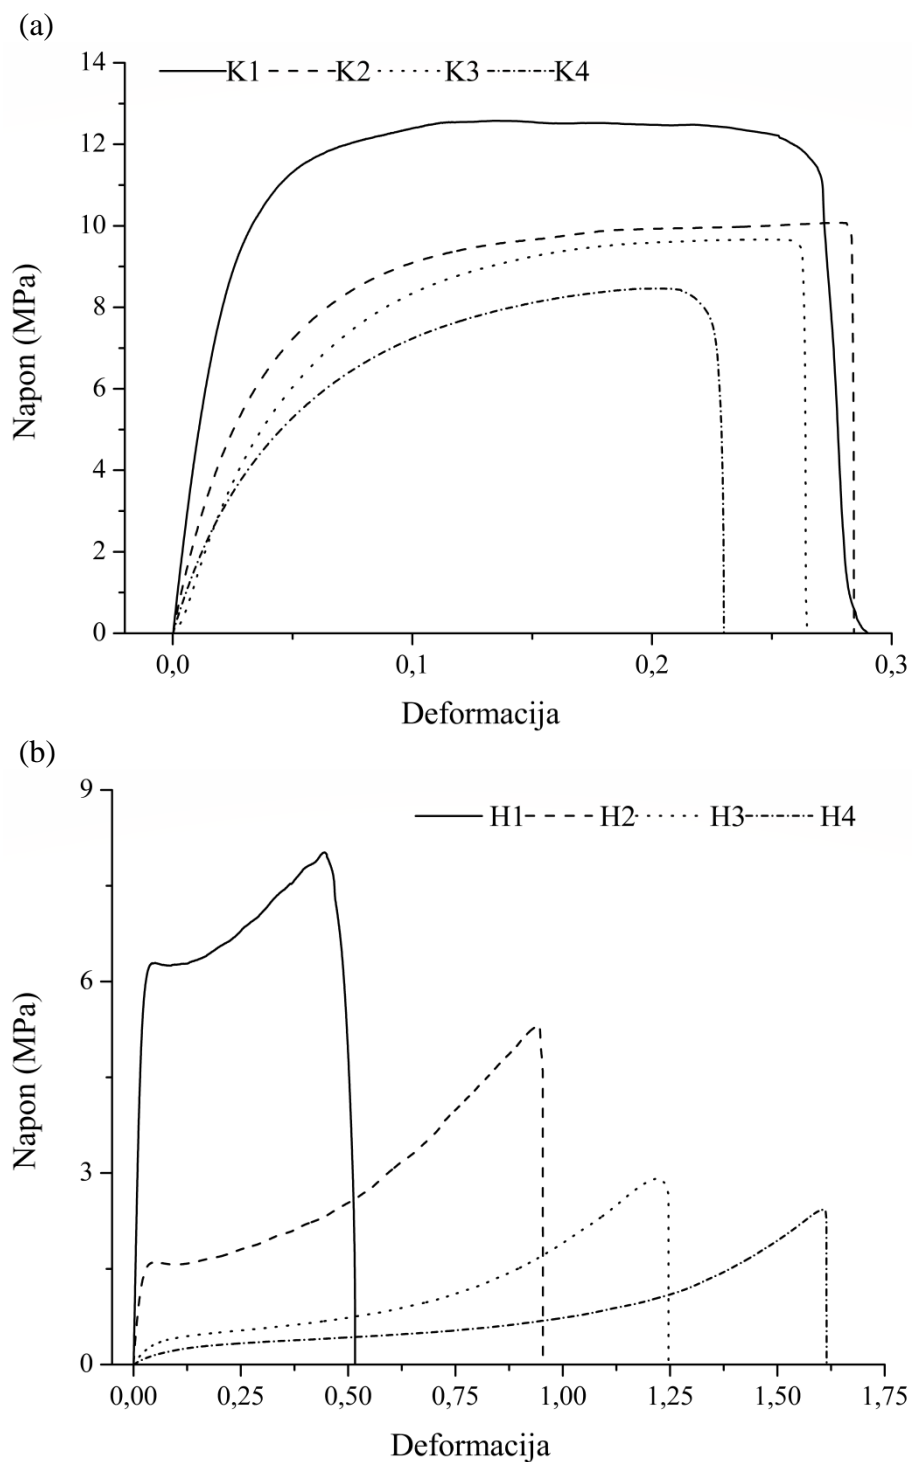 (a)
14
K1 K2 K3 K4
12
10
8
6
4
2
0
Napon (MPa)
0,0 0,1 0,2 0,3
Deformacija
(b)
9
H1 H2 H3 H4
6
3
0
Napon (MPa)
0,00 0,25 0,50 0,75 1,00 1,25 1,50 1,75
Deformacija